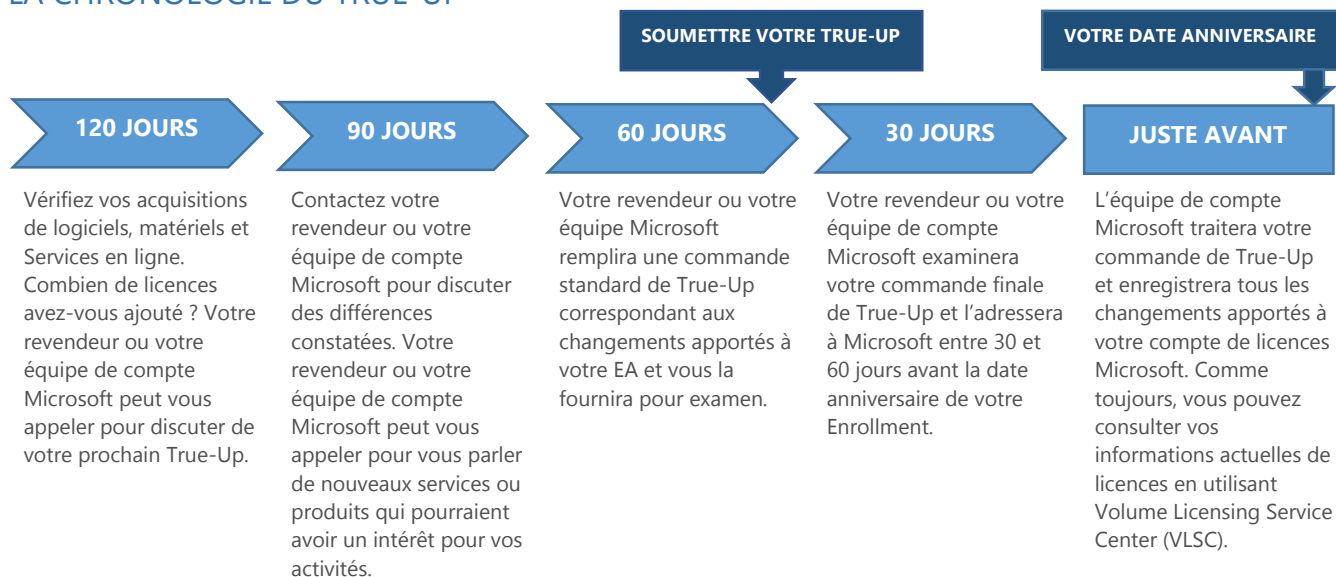 LA CHRONOLOGIE DU TRUE-UP
SOUMETTRE VOTRE TRUE-UP
VOTRE DATE ANNIVERSAIRE
120 JOURS
90 JOURS
60 JOURS
30 JOURS
JUSTE AVANT
Vérifiez vos acquisitions
de logiciels, matériels et
Services en ligne.
Combien de licences
avez-vous ajouté ? Votre
revendeur ou votre
équipe de compte
Microsoft peut vous
appeler pour discuter de
votre prochain True-Up.
Contactez votre
revendeur ou votre
équipe de compte
Microsoft pour discuter
des différences
constatées. Votre
revendeur ou votre
équipe de compte
Microsoft peut vous
appeler pour vous parler
de nouveaux services ou
produits qui pourraient
avoir un intérêt pour vos
activités.
Votre revendeur ou votre
équipe Microsoft
remplira une commande
standard de True-Up
correspondant aux
changements apportés à
votre EA et vous la
fournira pour examen.
Votre revendeur ou votre
équipe de compte
Microsoft examinera
votre commande finale
de True-Up et l'adressera
à Microsoft entre 30 et
60 jours avant la date
anniversaire de votre
Enrollment.
L'équipe de compte
Microsoft traitera votre
commande de True-Up
et enregistrera tous les
changements apportés à
votre compte de licences
Microsoft. Comme
toujours, vous pouvez
consulter vos
informations actuelles de
licences en utilisant
Volume Licensing Service
Center (VLSC).